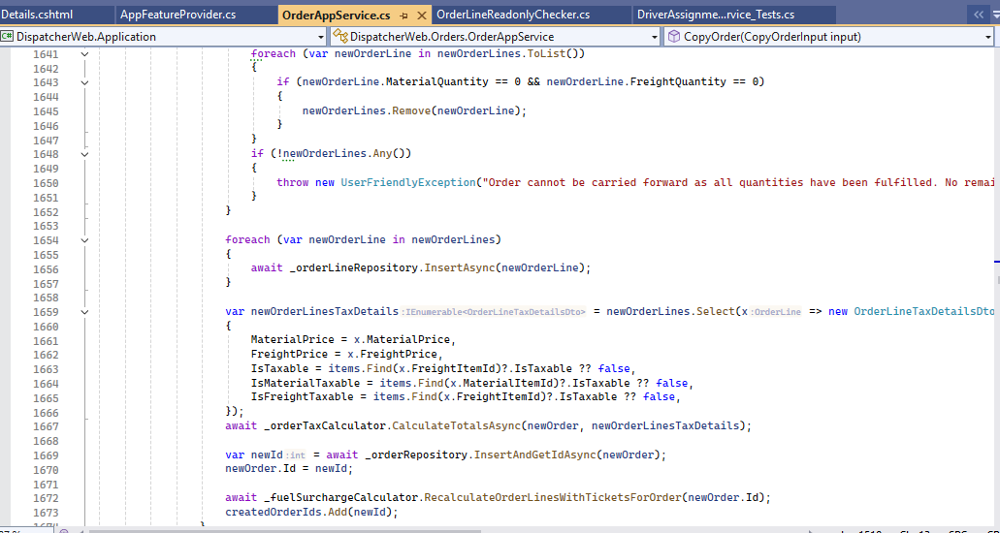 Details.cshtml AppFeatureProvider.cs OrderAppService.cs OrderLineReadonlyChecker.cs DriverAssignme...rvice_Tests.cs
C# DispatcherWeb.Application DispatcherWeb.Orders.OrderAppService CopyOrder(CopyOrderInput input)
1641 foreach (var newOrderLine in newOrderLines.ToList())
1642 {
1643 if (newOrderLine.MaterialQuantity == 0 && newOrderLine.FreightQuantity == 0)
1644 {
1645 newOrderLines.Remove(newOrderLine);
1646 }
1647 }
1648 if (!newOrderLines.Any())
1649 {
1650 throw new UserFriendlyException("Order cannot be carried forward as all quantities have been fulfilled. No remai
1651 }
1652 }
1653
1654 foreach (var newOrderLine in newOrderLines)
1655 {
1656 await _orderLineRepository.InsertAsync(newOrderLine);
1657 }
1658
1659 var newOrderLinesTaxDetails:IEnumerable<OrderLineTaxDetailsDto> = newOrderLines.Select(x:OrderLine => new OrderLineTaxDetailsDto
1660 {
1661 MaterialPrice = x.MaterialPrice,
1662 FreightPrice = x.FreightPrice,
1663 IsTaxable = items.Find(x.FreightItemId)?.IsTaxable ?? false,
1664 IsMaterialTaxable = items.Find(x.MaterialItemId)?.IsTaxable ?? false,
1665 IsFreightTaxable = items.Find(x.FreightItemId)?.IsTaxable ?? false,
1666 });
1667 await _orderTaxCalculator.CalculateTotalsAsync(newOrder, newOrderLinesTaxDetails);
1668
1669 var newId:int = await _orderRepository.InsertAndGetIdAsync(newOrder);
1670 newOrder.Id = newId;
1671
1672 await _fuelSurchargeCalculator.RecalculateOrderLinesWithTicketsForOrder(newOrder.Id);
1673 createdOrderIds.Add(newId);